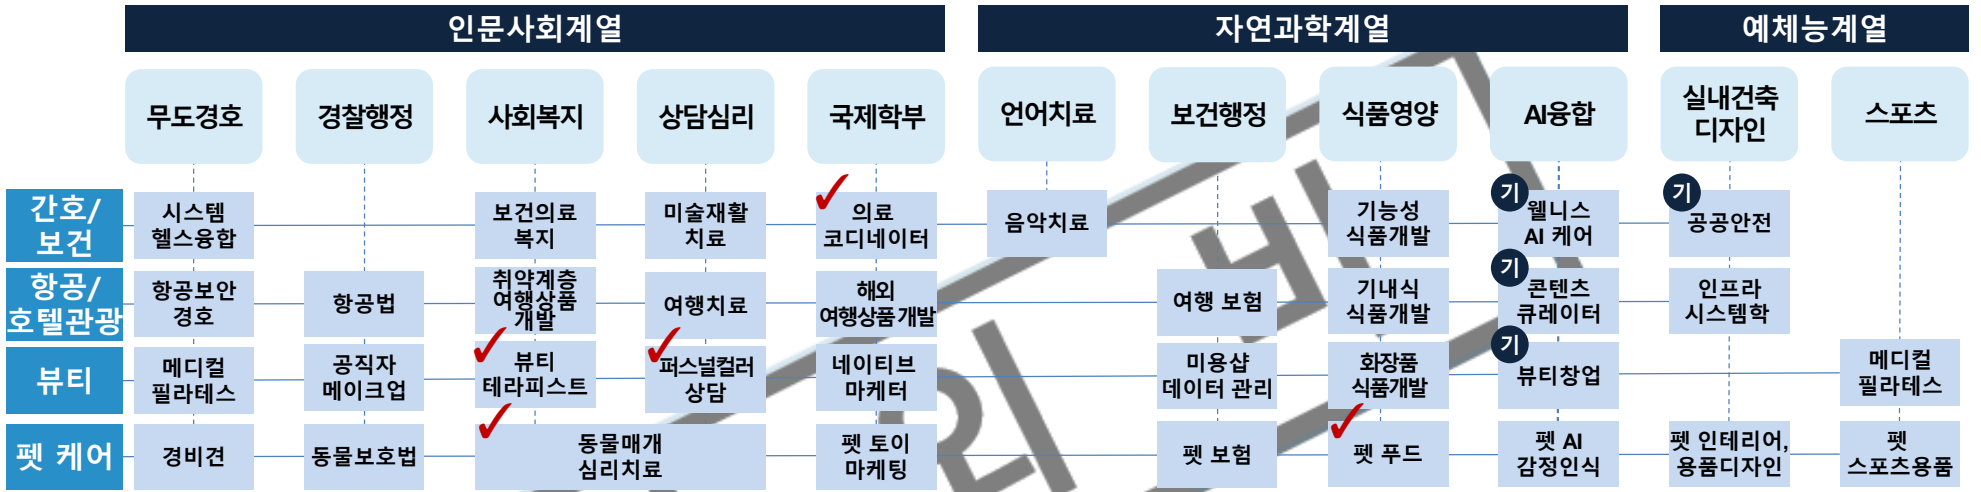 인문사회계열
자연과학계열
예체능계열
무도경호
경찰행정
사회복지
상담심리
국제학부
언어치료
보건행정
식품영양
AI융합
실내건축
디자인
스포츠
간호/
보건
시스템
헬스융합
보건의료
복지
미술재활
치료
의료
코디네이터
음악치료
기능성
식품개발
기
웰니스
AI 케어
기
공공안전
항공/
호텔관광
항공보안
경호
항공법
취약계층
여행상품
개발
여행치료
해외
여행상품 개발
여행 보험
기내식
식품개발
기
콘텐츠
큐레이터
인프라
시스템학
뷰티
메디컬
필라테스
공직자
메이크업
뷰티
테라피스트
퍼스널컬러
상담
네이티브
마케터
미용샵
데이터 관리
화장품
식품개발
기
뷰티창업
메디컬
필라테스
펫 케어
경비견
동물보호법
동물매개
심리치료
펫 토이
마케팅
펫 보험
펫 푸드
펫 AI
감정인식
펫 인테리어,
용품디자인
펫
스포츠용품